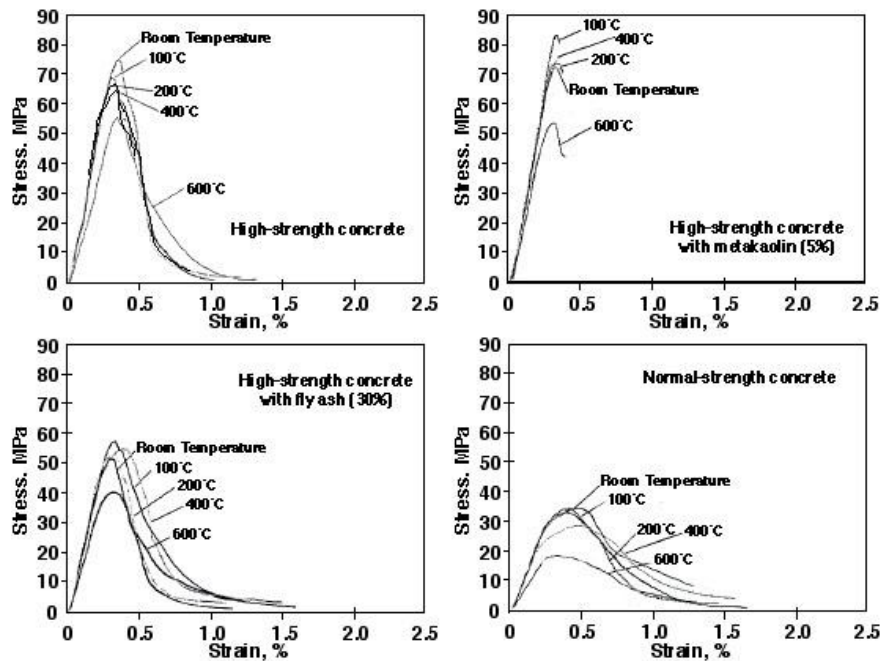 90
80
70
60
50
40
30
20
10
0
Stress. MPa
Room Temperature
100°C
200°C
400°C
600°C
High-strength concrete
0 0.5 1.0 1.5 2.0 2.5
Strain, %
90
80
70
60
50
40
30
20
10
0
Stress. MPa
100°C
400°C
200°C
Room Temperature
600°C
High-strength concrete
with metakaolin (5%)
0 0.5 1.0 1.5 2.0 2.5
Strain, %
90
80
70
60
50
40
30
20
10
0
Stress. MPa
High-strength concrete
with fly ash (30%)
Room Temperature
100°C
200°C
400°C
600°C
0 0.5 1.0 1.5 2.0 2.5
Strain, %
90
80
70
60
50
40
30
20
10
0
Stress. MPa
Normal-strength concrete
Room Temperature
100°C
200°C 400°C
600°C
0 0.5 1.0 1.5 2.0 2.5
Strain, %